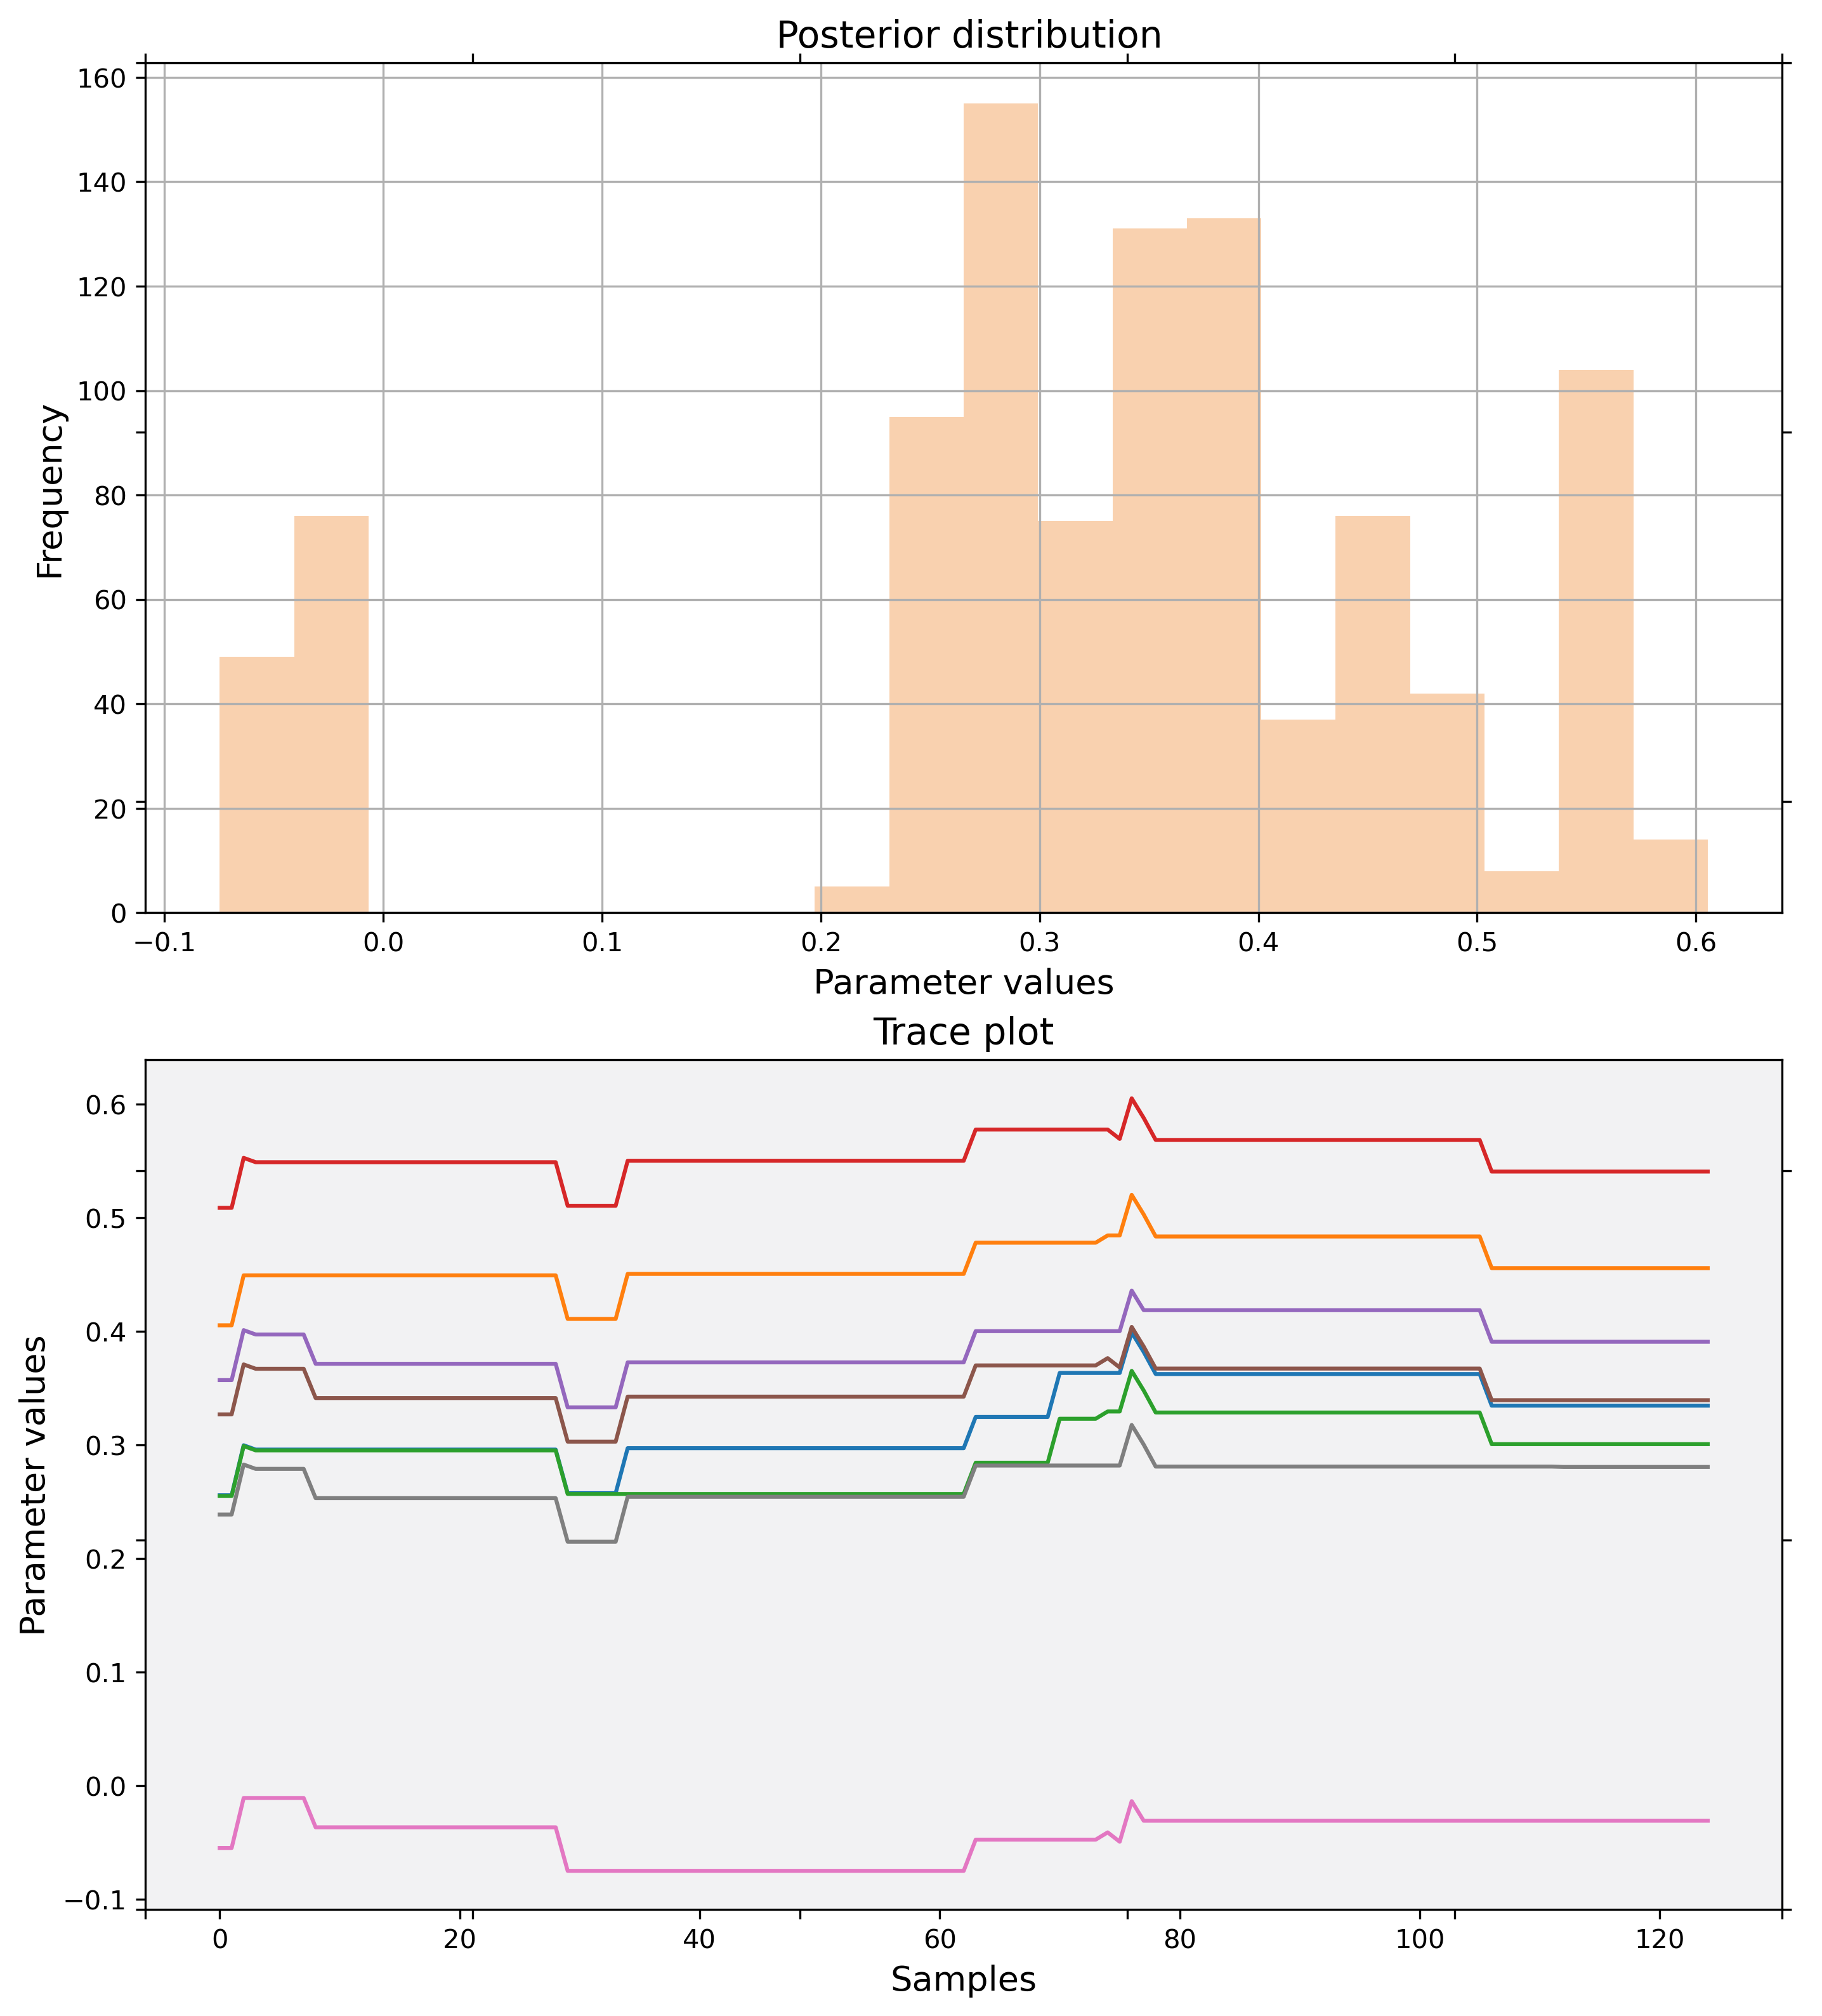 Posterior distribution
160
140
120
100
80
60
40
20
0
Frequency
−0.1 0.0 0.1 0.2 0.3 0.4 0.5 0.6
Parameter values
Trace plot
0.6
0.5
0.4
0.3
0.2
0.1
0.0
−0.1
Parameter values
0 20 40 60 80 100 120
Samples